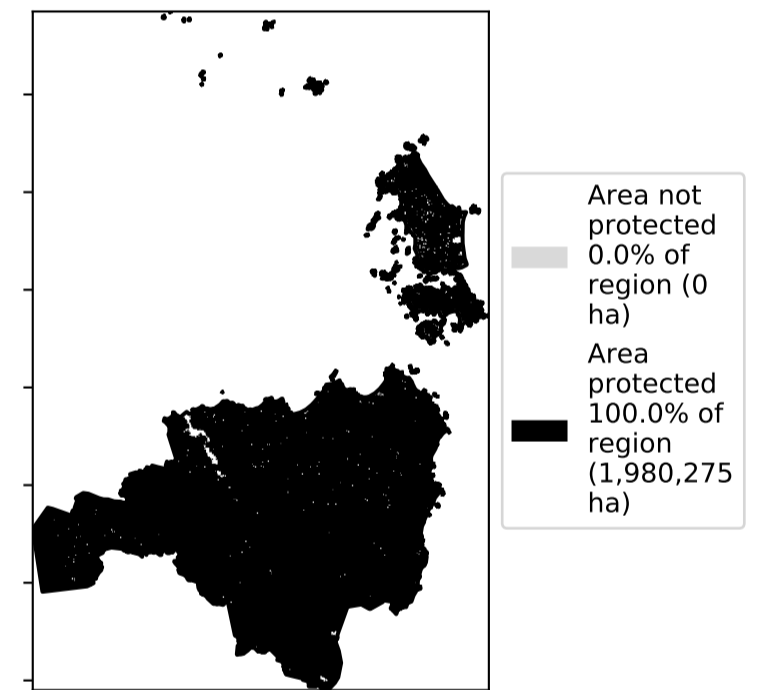 Area not
protected
0.0% of
region (0
ha)
Area
protected
100.0% of
region
(1,980,275
ha)